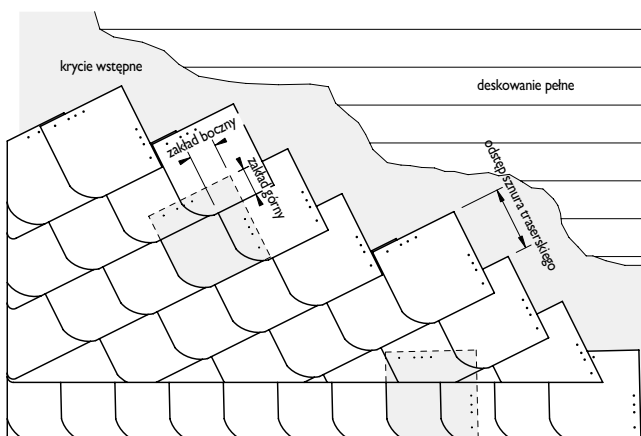 krycie wstępne
deskowanie pełne
zakład boczny
zakład górny
odstęp sznura traserskiego